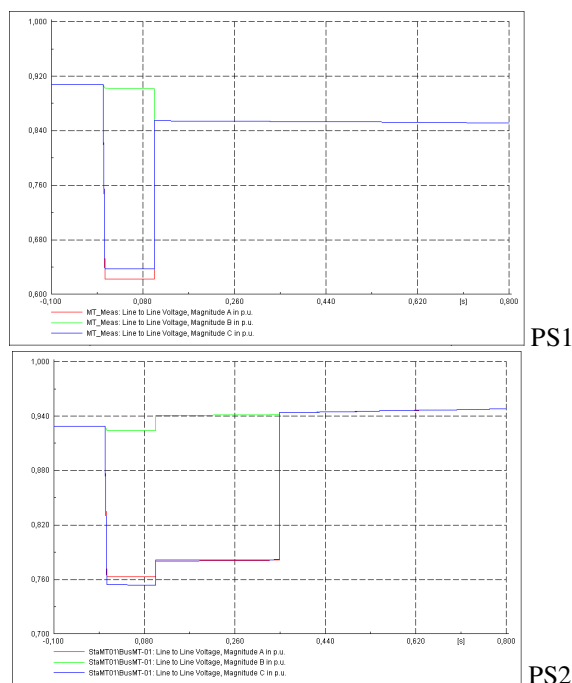 1,000
0,920
0,840
0,760
0,680
0,600
-0,100 0,080 0,260 0,440 0,620 [s] 0,800
MT_Meas: Line to Line Voltage, Magnitude A in p.u.
MT_Meas: Line to Line Voltage, Magnitude B in p.u.
MT_Meas: Line to Line Voltage, Magnitude C in p.u.
PS1
1,000
0,940
0,880
0,820
0,760
0,700
-0,100 0,080 0,260 0,440 0,620 [s] 0,800
StaMT01\BusMT-01: Line to Line Voltage, Magnitude A in p.u.
StaMT01\BusMT-01: Line to Line Voltage, Magnitude B in p.u.
StaMT01\BusMT-01: Line to Line Voltage, Magnitude C in p.u.
PS2